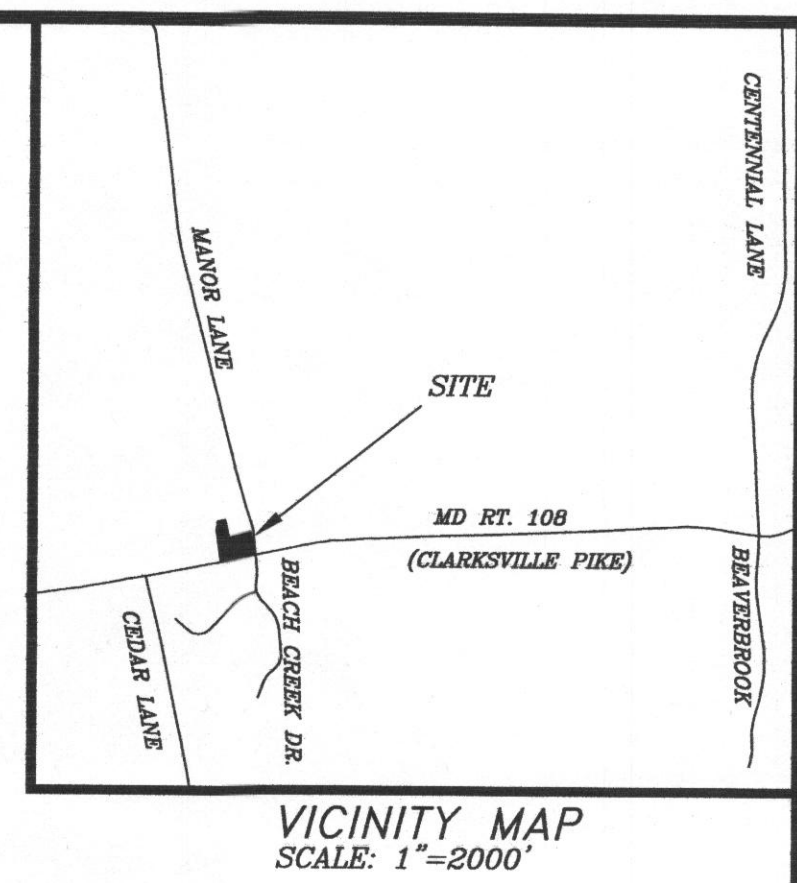 CENTENNIAL LANE
MANOR LANE
SITE
MD RT. 108
(CLARKSVILLE PIKE)
BEACH CREEK DR.
BEAVERBROOK
CEDAR LANE
VICINITY MAP
SCALE: 1"=2000'